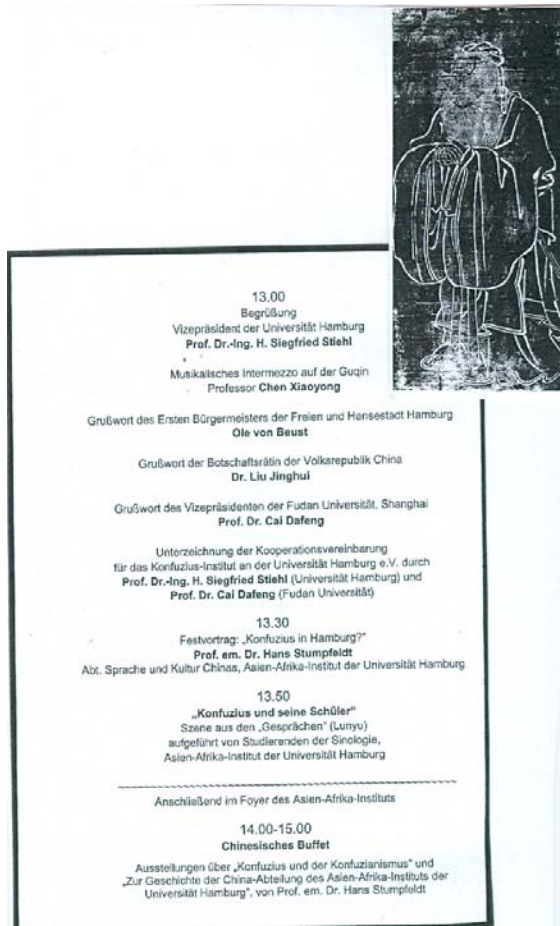 13.00
Begrüßung
Vizepräsident der Universität Hamburg
Prof. Dr.-Ing. H. Siegfried Stiehl
Musikalisches Intermezzo auf der Guqin
Professor Chen Xiaoyong
Grußwort des Ersten Bürgermeisters der Freien und Hansestadt Hamburg
Ole von Beust
Grußwort der Botschaftsrätin der Volksrepublik China
Dr. Liu Jinghui
Grußwort des Vizepräsidenten der Fudan Universität, Shanghai
Prof. Dr. Cai Dafeng
Unterzeichnung der Kooperationsvereinbarung
für das Konfuzius-Institut an der Universität Hamburg e.V. durch
Prof. Dr.-Ing. H. Siegfried Stiehl (Universität Hamburg) und
Prof. Dr. Cai Dafeng (Fudan Universität)
13.30
Festvortrag: „Konfuzius in Hamburg?"
Prof. em. Dr. Hans Stumpfeldt
Abt. Sprache und Kultur Chinas, Asien-Afrika-Institut der Universität Hamburg
13.50
„Konfuzius und seine Schüler"
Szene aus den „Gesprächen" (Lunyu)
aufgeführt von Studierenden der Sinologie,
Asien-Afrika-Institut der Universität Hamburg
Anschließend im Foyer des Asien-Afrika-Instituts
14.00-15.00
Chinesisches Buffet
Ausstellungen über „Konfuzius und der Konfuzianismus" und
„Zur Geschichte der China-Abteilung des Asien-Afrika-Instituts der
Universität Hamburg", von Prof. em. Dr. Hans Stumpfeldt